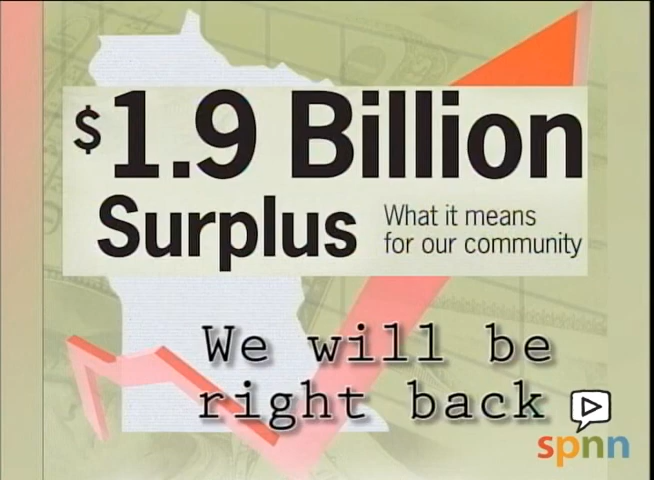 $1.9 Billion
Surplus
What it means
for our community
We will be
right back
spnn